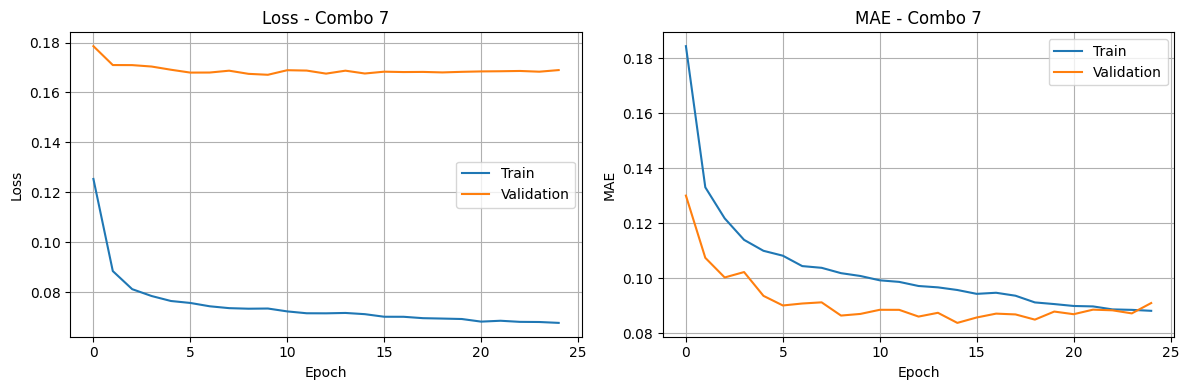 Loss - Combo 7
0.18
0.16
0.14
0.12
0.10
0.08
Loss
Train
Validation
0 5 10 15 20 25
Epoch
MAE - Combo 7
0.18
0.16
0.14
0.12
0.10
0.08
MAE
Train
Validation
0 5 10 15 20 25
Epoch